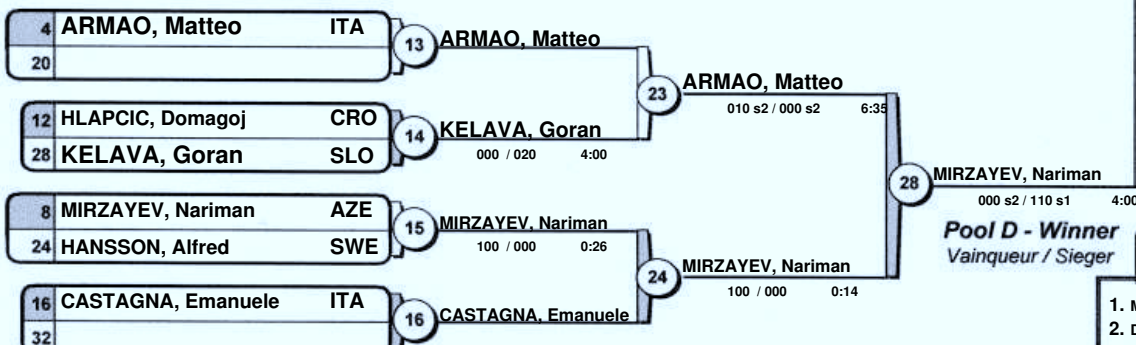 4 ARMAO, Matteo ITA
20
13 ARMAO, Matteo
12 HLAPCIC, Domagoj CRO
28 KELAVA, Goran SLO
14 KELAVA, Goran
000 / 020 4:00
23 ARMAO, Matteo
010 s2 / 000 s2 6:35
8 MIRZAYEV, Nariman AZE
24 HANSSON, Alfred SWE
15 MIRZAYEV, Nariman
100 / 000 0:26
16 CASTAGNA, Emanuele ITA
32
16 CASTAGNA, Emanuele
24 MIRZAYEV, Nariman
100 / 000 0:14
28 MIRZAYEV, Nariman
000 s2 / 110 s1 4:00
Pool D - Winner
Vainqueur / Sieger
1.
2.